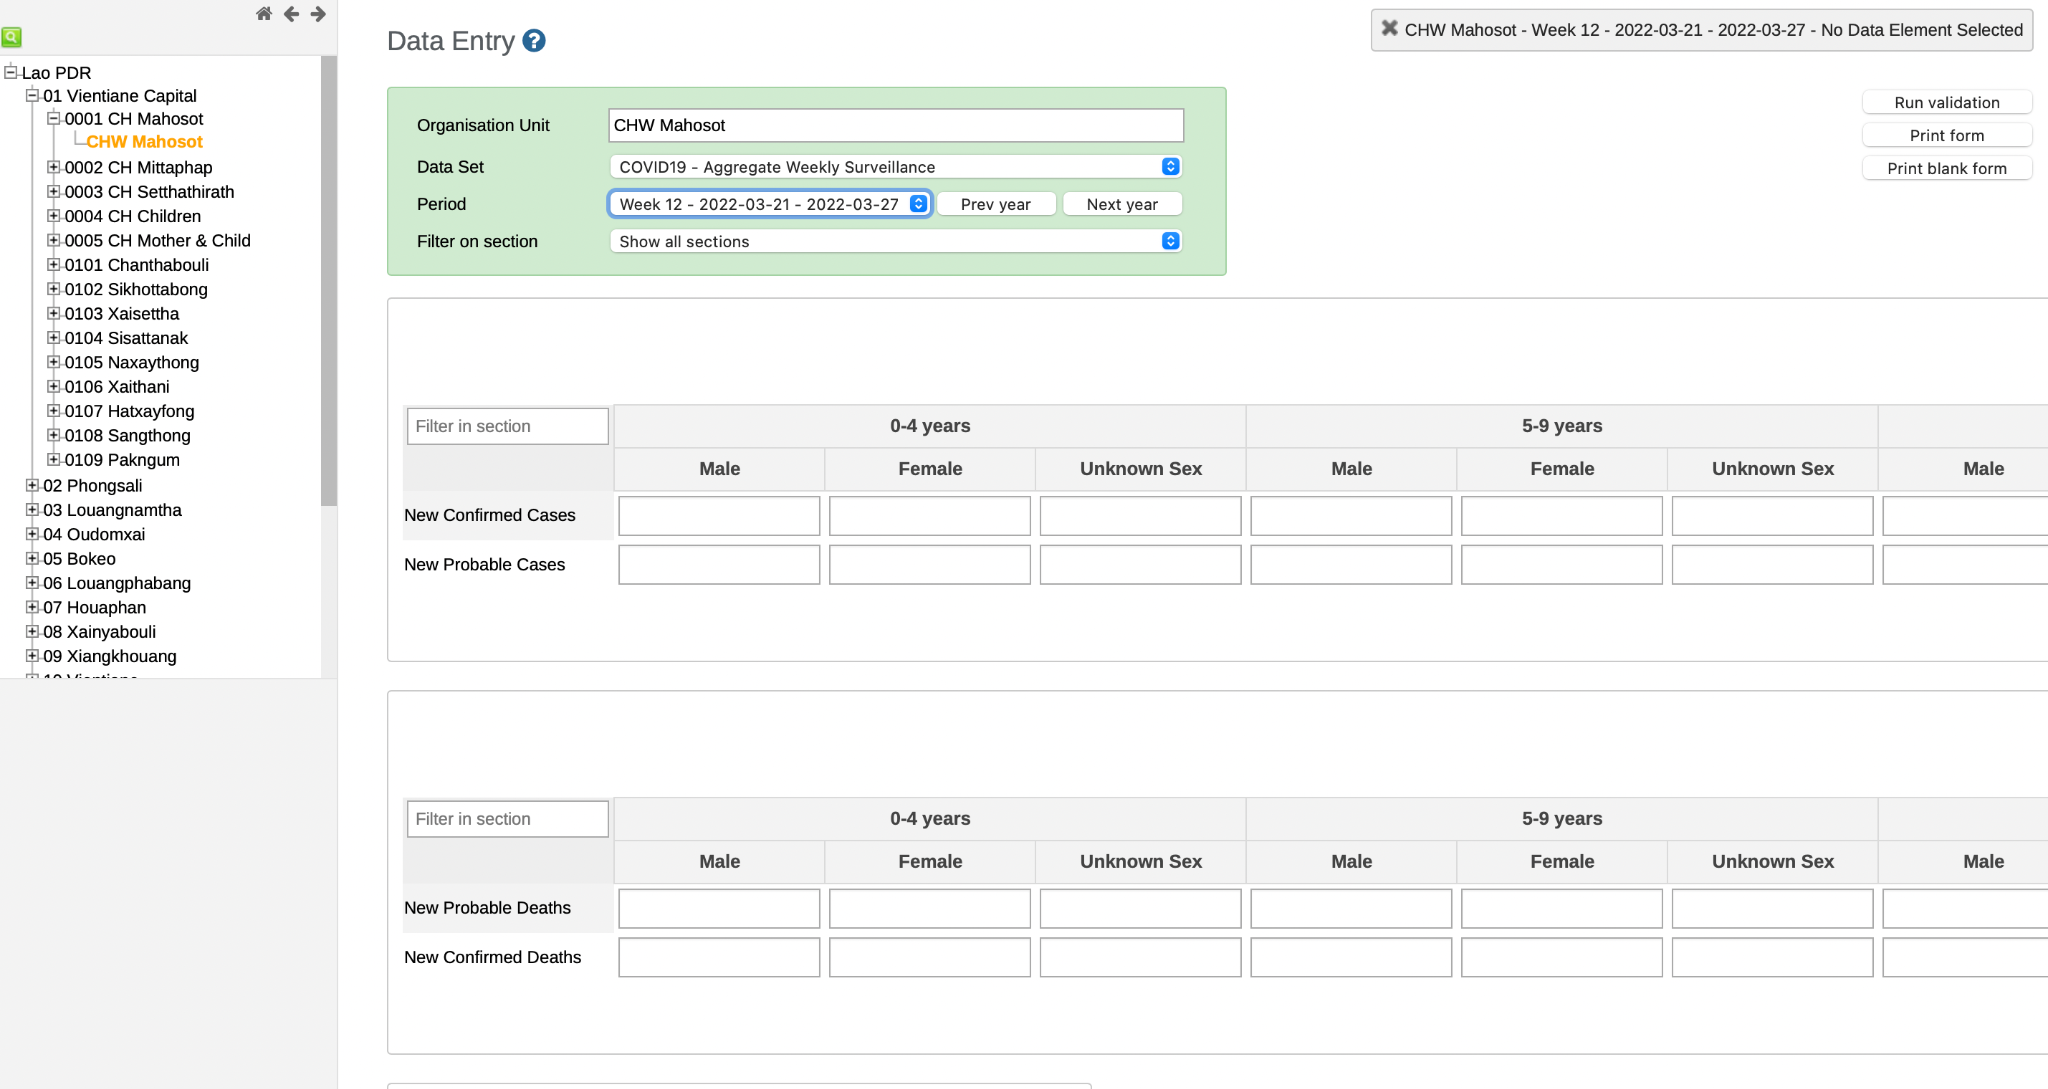 Lao PDR
01 Vientiane Capital
0001 CH Mahosot
CHW Mahosot
0002 CH Mittaphap
0003 CH Setthathirath
0004 CH Children
0005 CH Mother & Child
0101 Chanthabouli
0102 Sikhottabong
0103 Xaisettha
0104 Sisattanak
0105 Naxaythong
0106 Xaithani
0107 Hatxayfong
0108 Sangthong
0109 Pakngum
02 Phongsali
03 Louangnamtha
04 Oudomxai
05 Bokeo
06 Louangphabang
07 Houaphan
08 Xainyabouli
09 Xiangkhouang
Data Entry ?
CHW Mahosot - Week 12 - 2022-03-21 - 2022-03-27 - No Data Element Selected
Run validation
Print form
Print blank form
Organisation Unit CHW Mahosot
Data Set COVID19 - Aggregate Weekly Surveillance
Period Week 12 - 2022-03-21 - 2022-03-27 Prev year Next year
Filter on section Show all sections
Filter in section 0-4 years 5-9 years
Male Female Unknown Sex Male Female Unknown Sex Male
New Confirmed Cases
New Probable Cases
Filter in section 0-4 years 5-9 years
Male Female Unknown Sex Male Female Unknown Sex Male
New Probable Deaths
New Confirmed Deaths